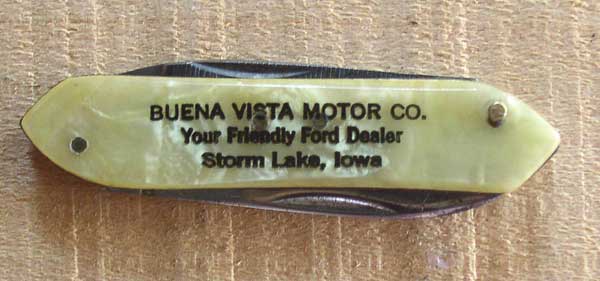 BUENA VISTA MOTOR CO.
Your Friendly Ford Dealer
Storm Lake, Iowa